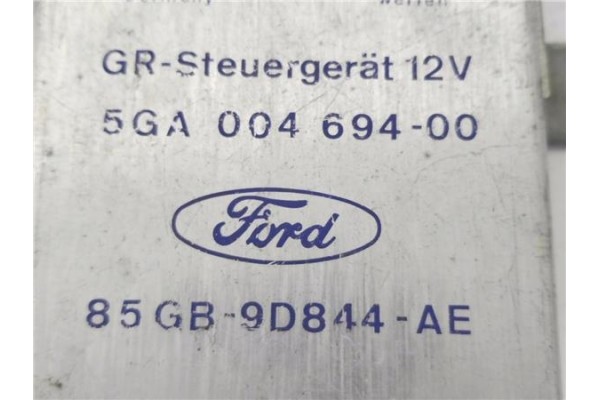 GR-Steuergerät 12V
5GA 004 694-00
Ford
85GB-9D844-AE